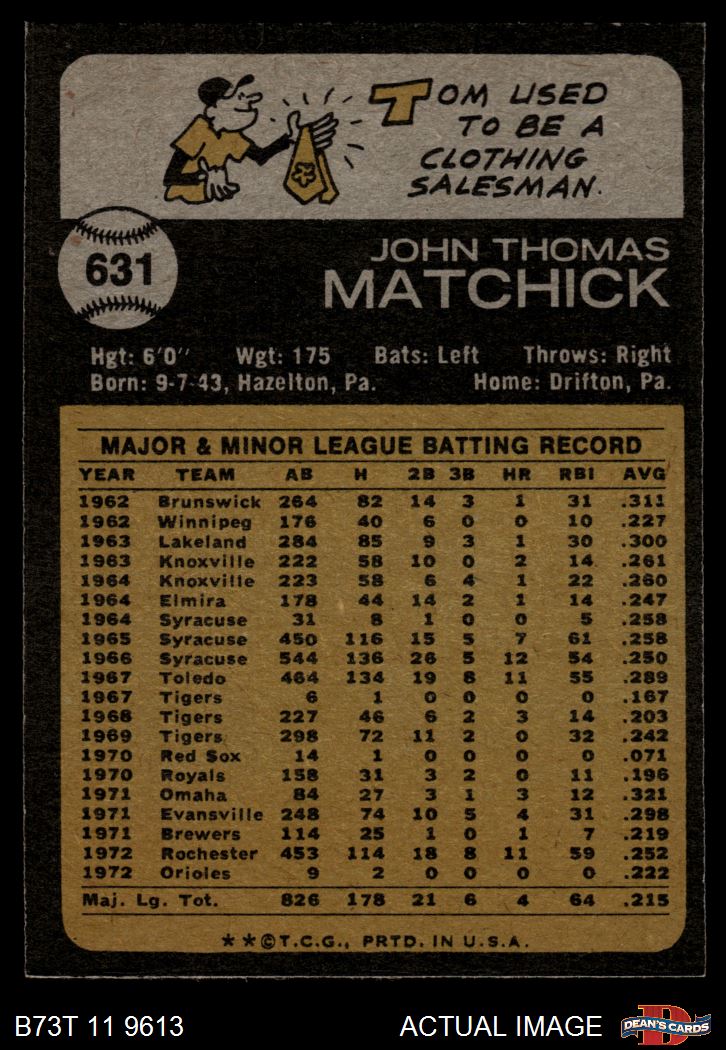 TOM USED
TO BE A
CLOTHING
SALESMAN.
631
JOHN THOMAS
MATCHICK
Hgt: 6'0" Wgt: 175 Bats: Left Throws: Right
Born: 9-7-43, Hazelton, Pa. Home: Drifton, Pa.
MAJOR & MINOR LEAGUE BATTING RECORD
YEAR TEAM AB H 2B 3B HR RBI AVG
1962 Brunswick 264 82 14 3 1 31 .311
1962 Winnipeg 176 40 6 0 0 10 .227
1963 Lakeland 284 85 9 3 1 30 .300
1963 Knoxville 222 58 10 0 2 14 .261
1964 Knoxville 223 58 6 4 1 22 .260
1964 Elmira 178 44 14 2 1 14 .247
1964 Syracuse 31 8 1 0 0 5 .258
1965 Syracuse 450 116 15 5 7 61 .258
1966 Syracuse 544 136 26 5 12 54 .250
1967 Toledo 464 134 19 8 11 55 .289
1967 Tigers 6 1 0 0 0 0 .167
1968 Tigers 227 46 6 2 3 14 .203
1969 Tigers 298 72 11 2 0 32 .242
1970 Red Sox 14 1 0 0 0 0 .071
1970 Royals 158 31 3 2 0 11 .196
1971 Omaha 84 27 3 1 3 12 .321
1971 Evansville 248 74 10 5 4 31 .298
1971 Brewers 114 25 1 0 1 7 .219
1972 Rochester 453 114 18 8 11 59 .252
1972 Orioles 9 2 0 0 0 0 .222
Maj. Lg. Tot. 826 178 21 6 4 64 .215
**©T.C.G., PRTD. IN U.S.A.
B73T 11 9613 ACTUAL IMAGE D DEAN'S CARDS